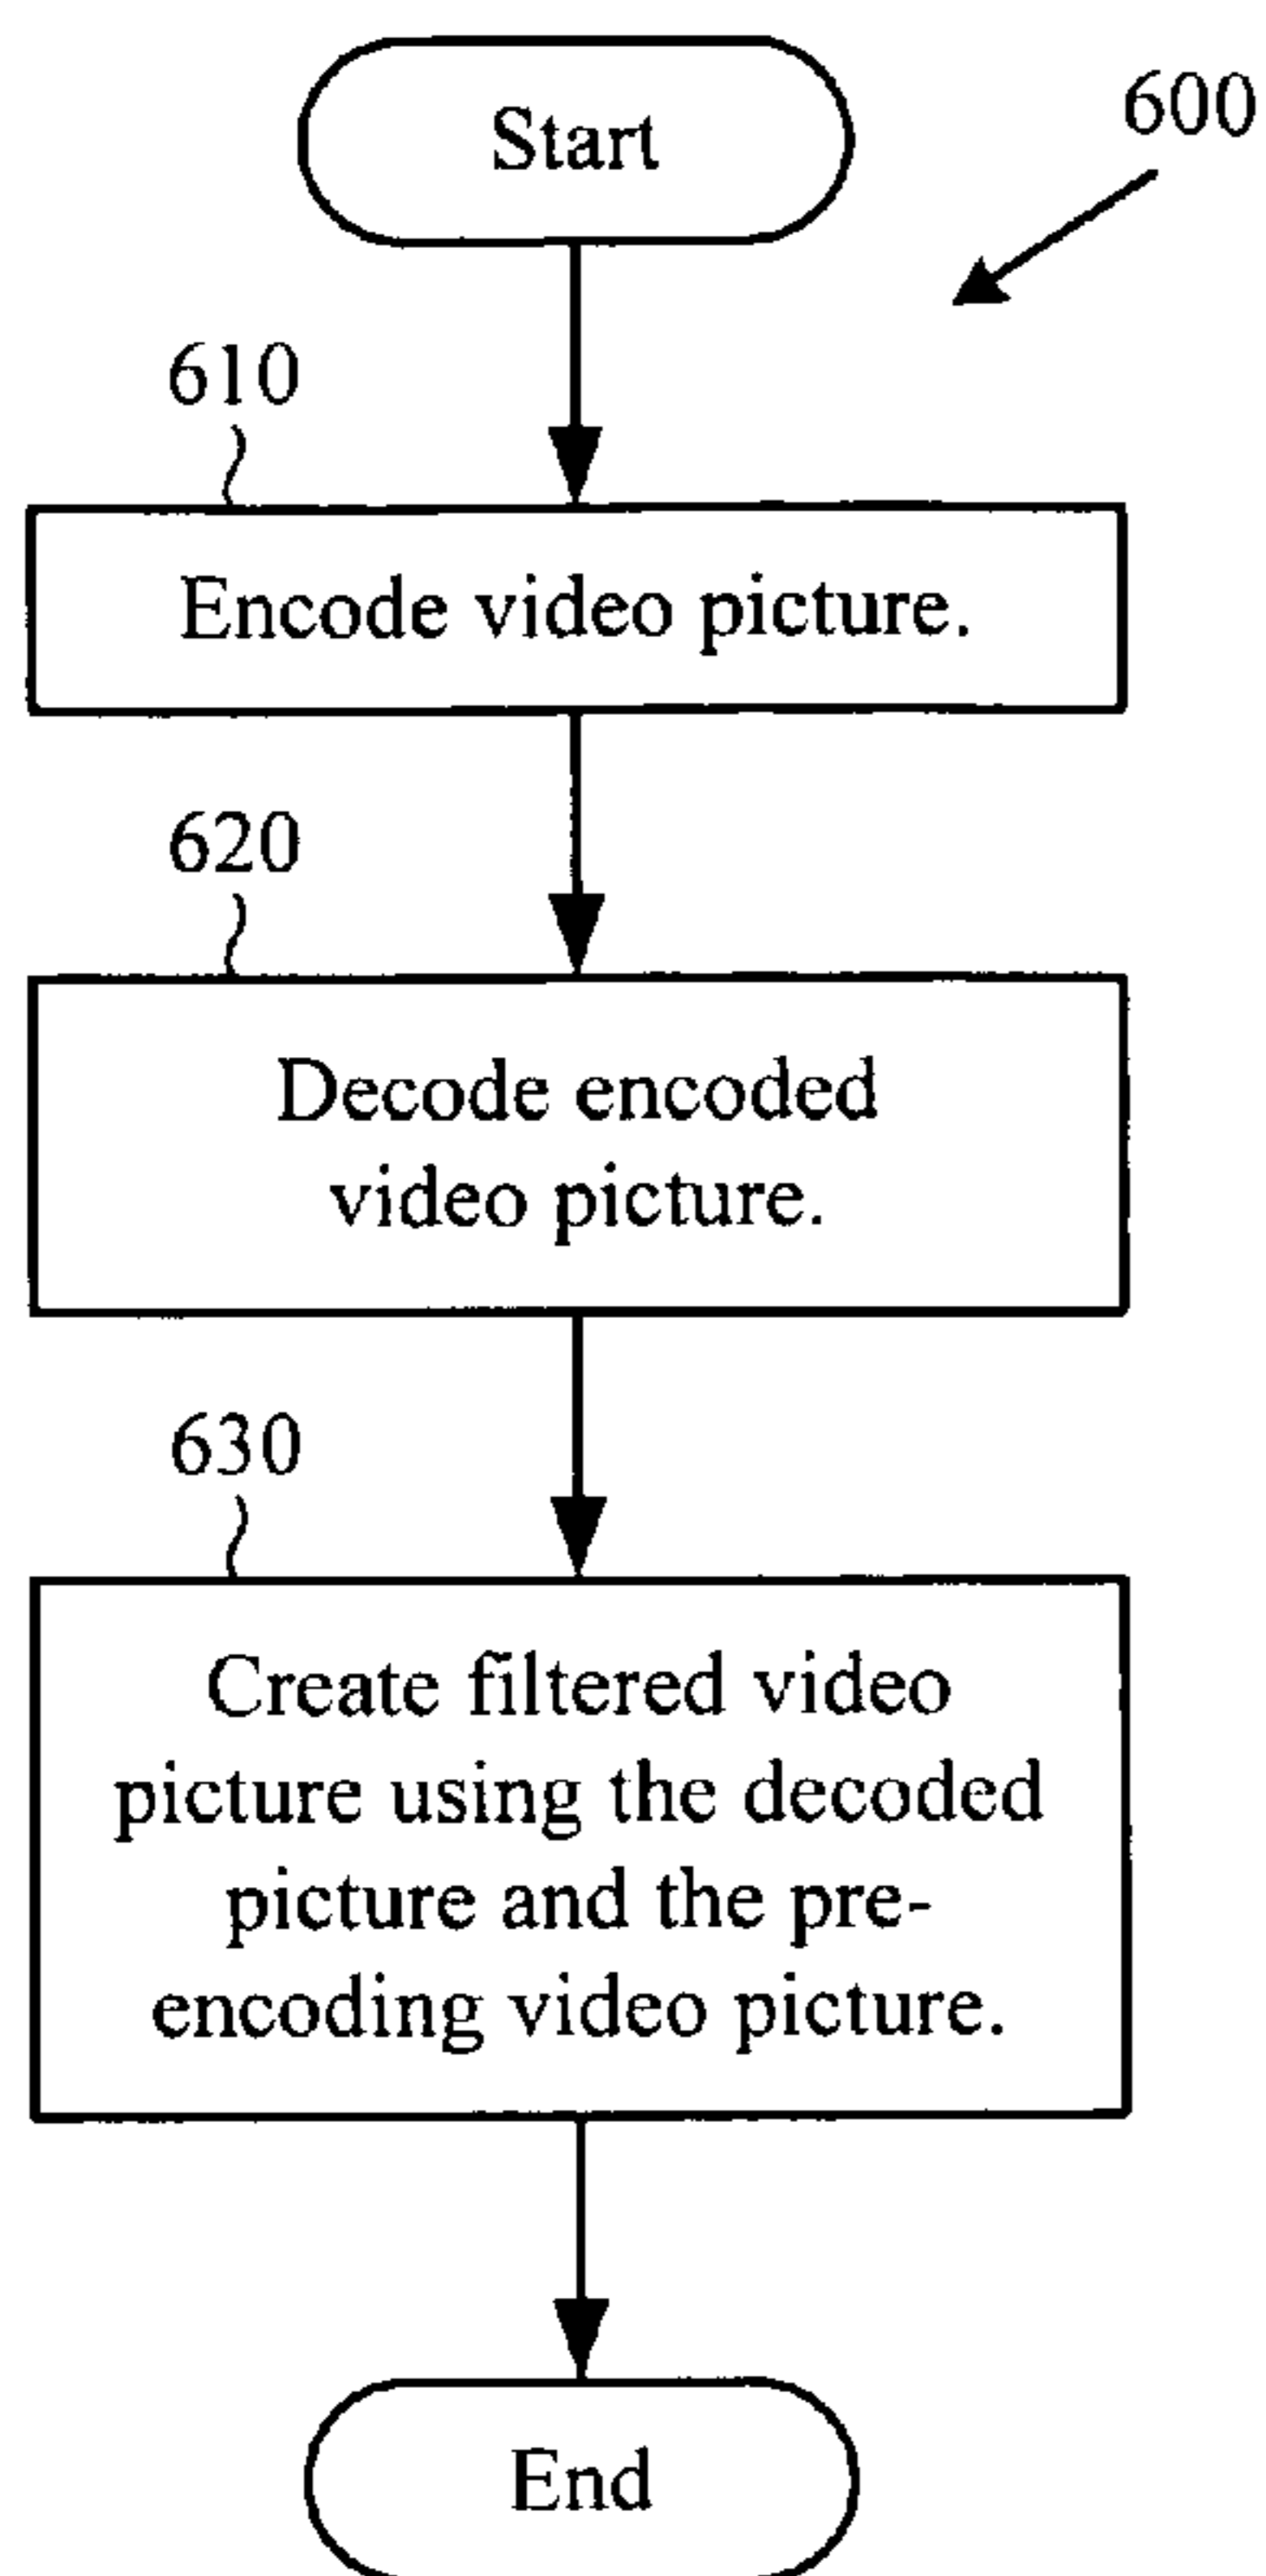 Start
600
610
Encode video picture.
620
Decode encoded
video picture.
630
Create filtered video
picture using the decoded
picture and the pre-
encoding video picture.
End